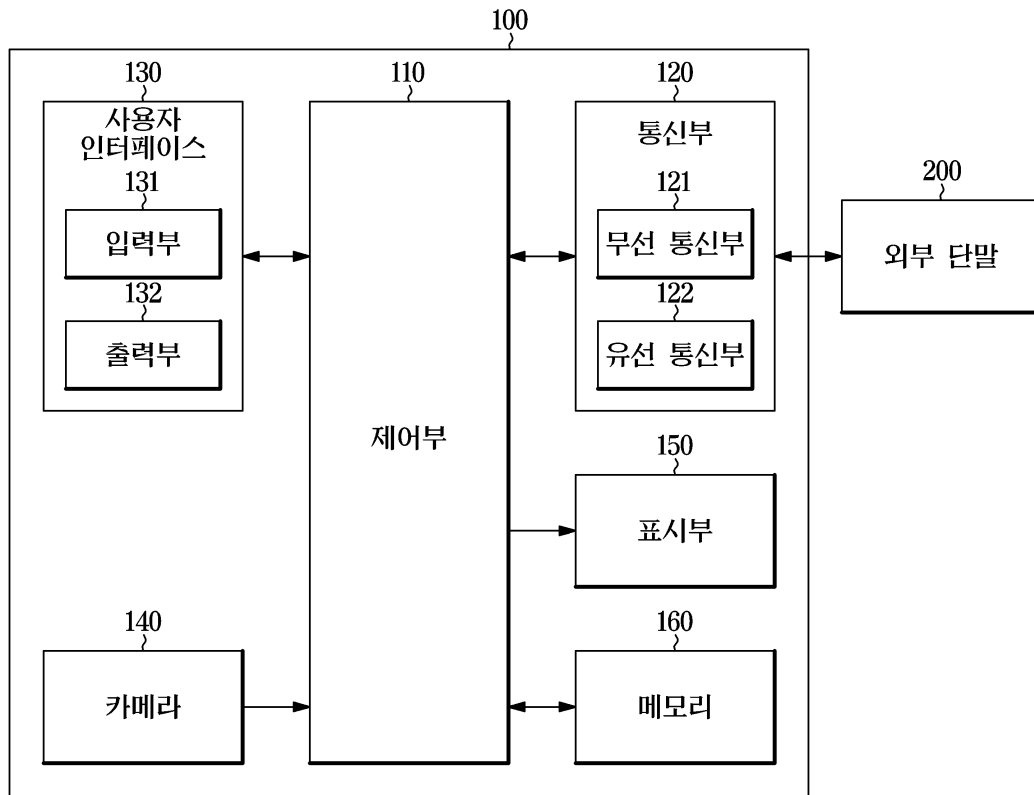 100
130
사용자
인터페이스
131
입력부
132
출력부
110
제어부
120
통신부
121
무선 통신부
122
유선 통신부
200
외부 단말
150
표시부
140
카메라
160
메모리